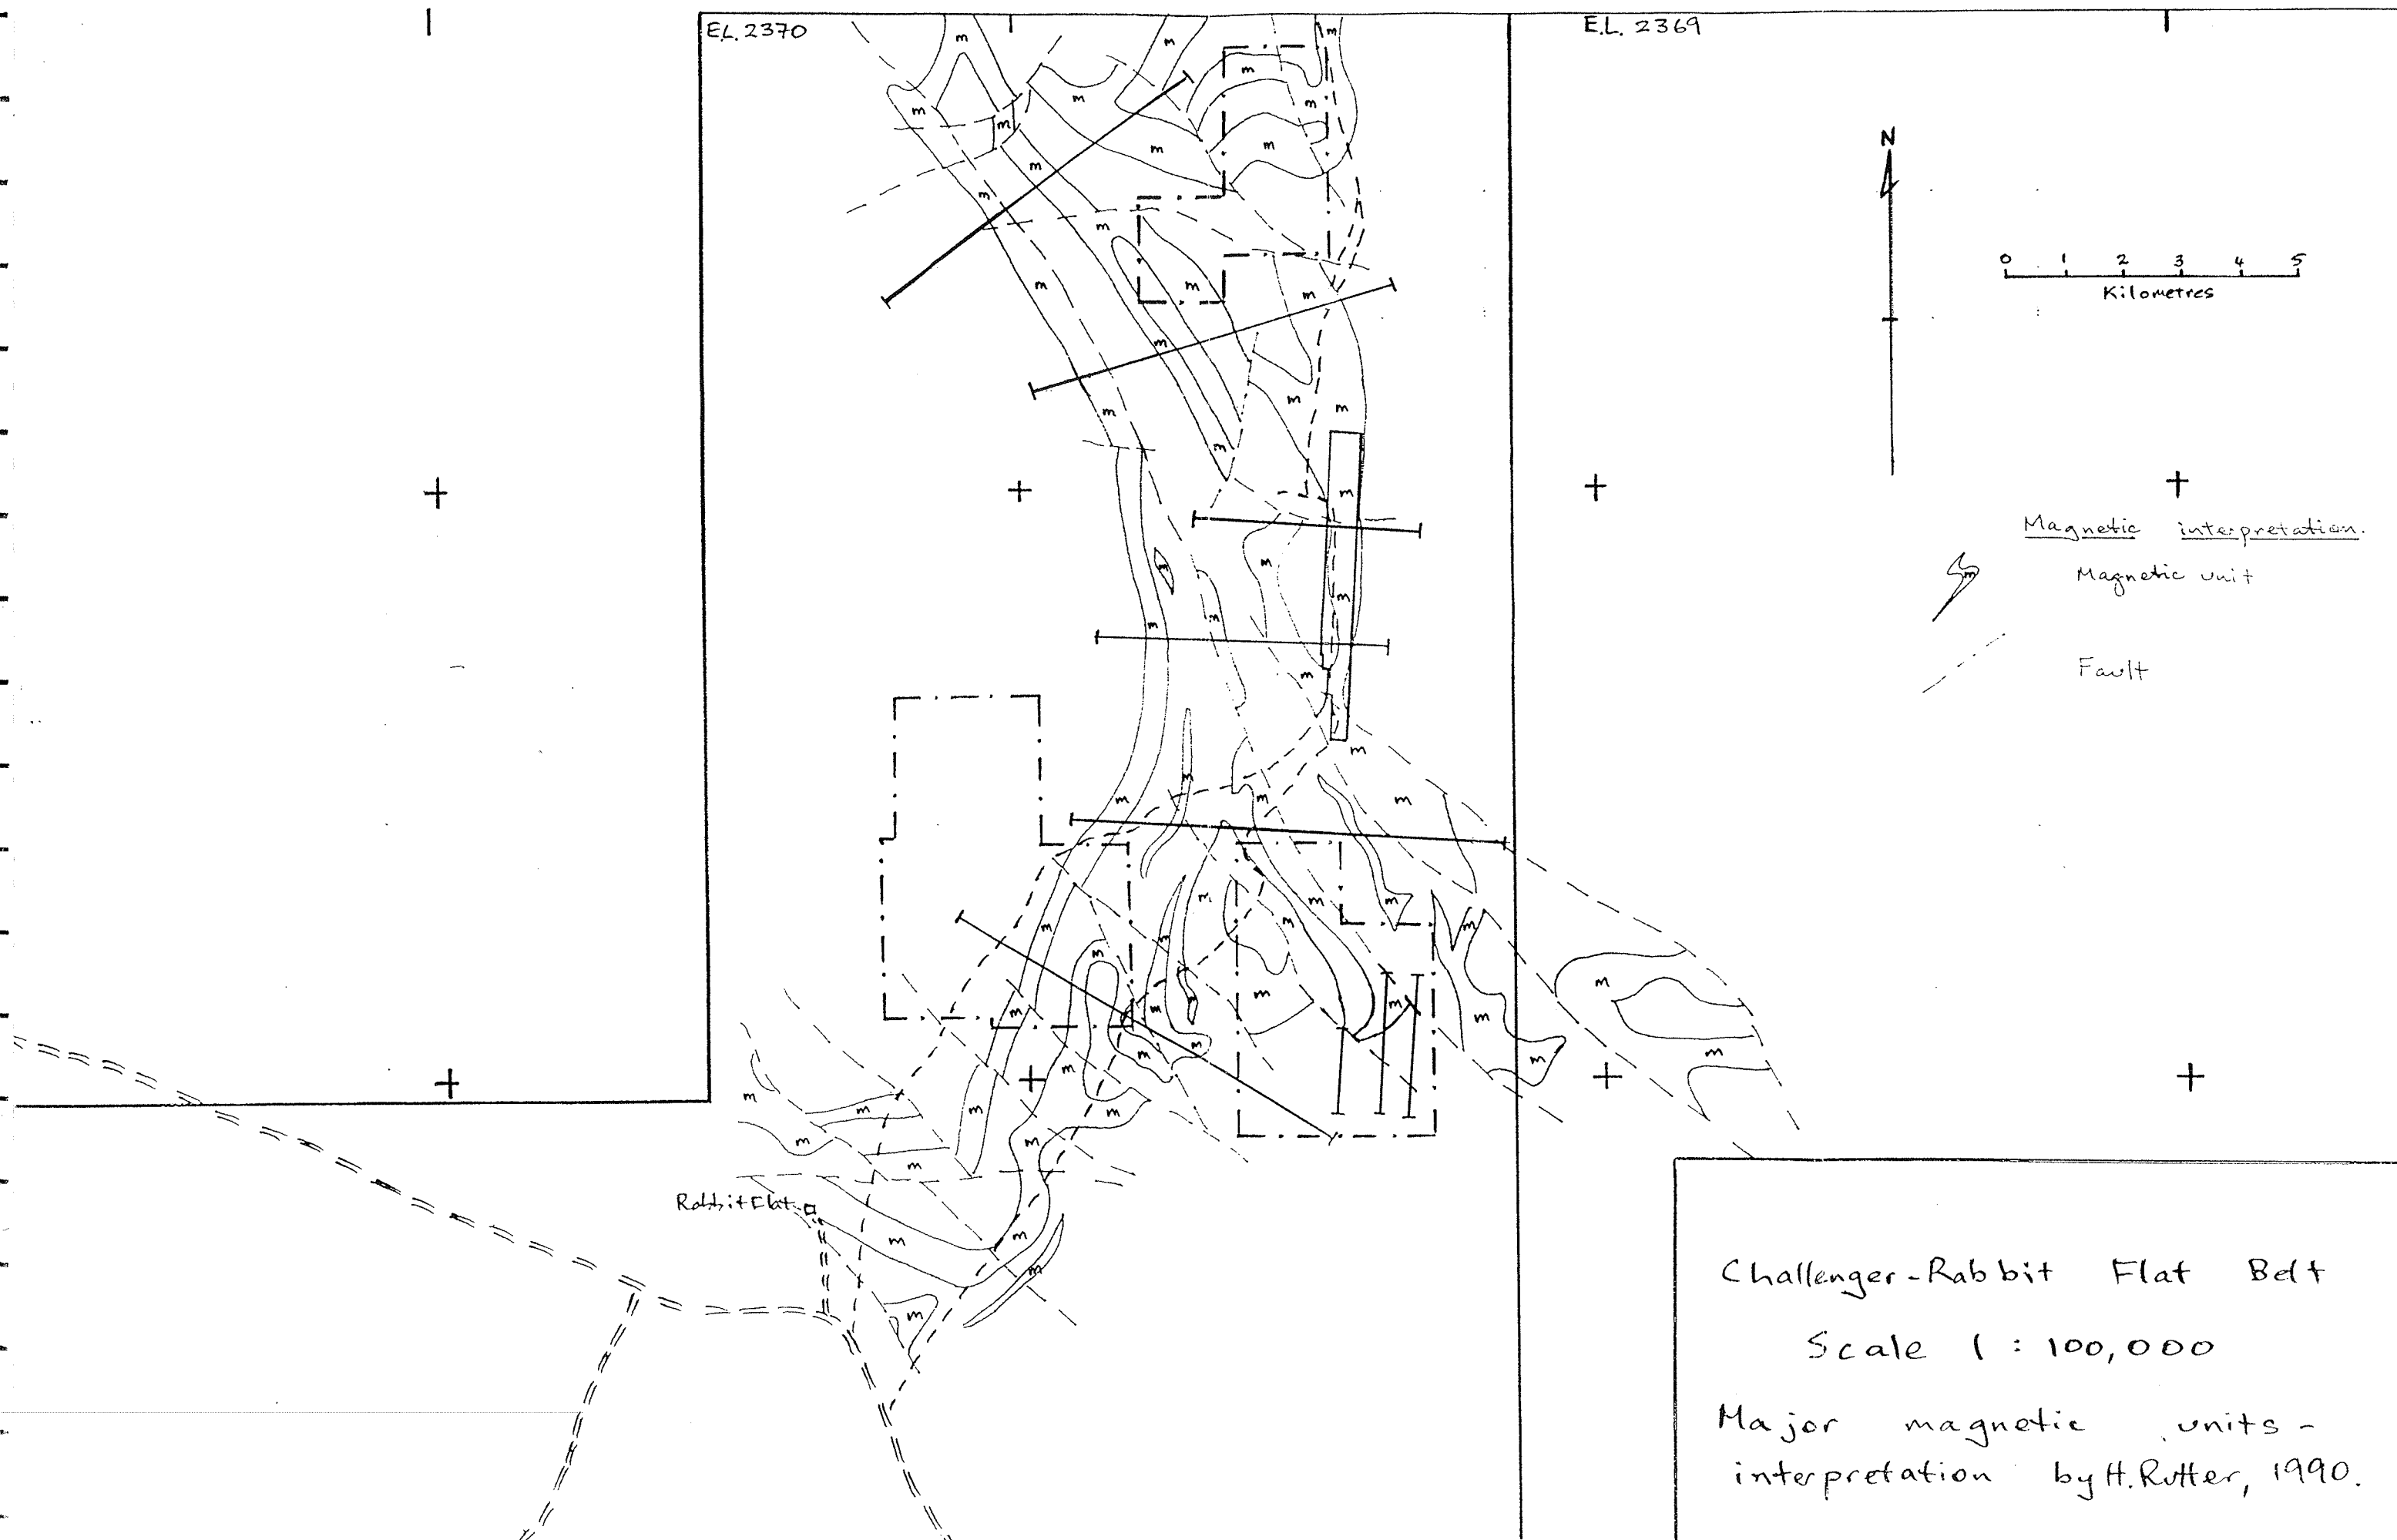 E.L. 2370
E.L. 2369
N
0 1 2 3 4 5
Kilometres
Magnetic interpretation.
m Magnetic unit
Fault
Rabbit Flat
Challenger-Rabbit Flat Belt
Scale 1 : 100,000
Major magnetic units -
interpretation by H. Rutter, 1990.